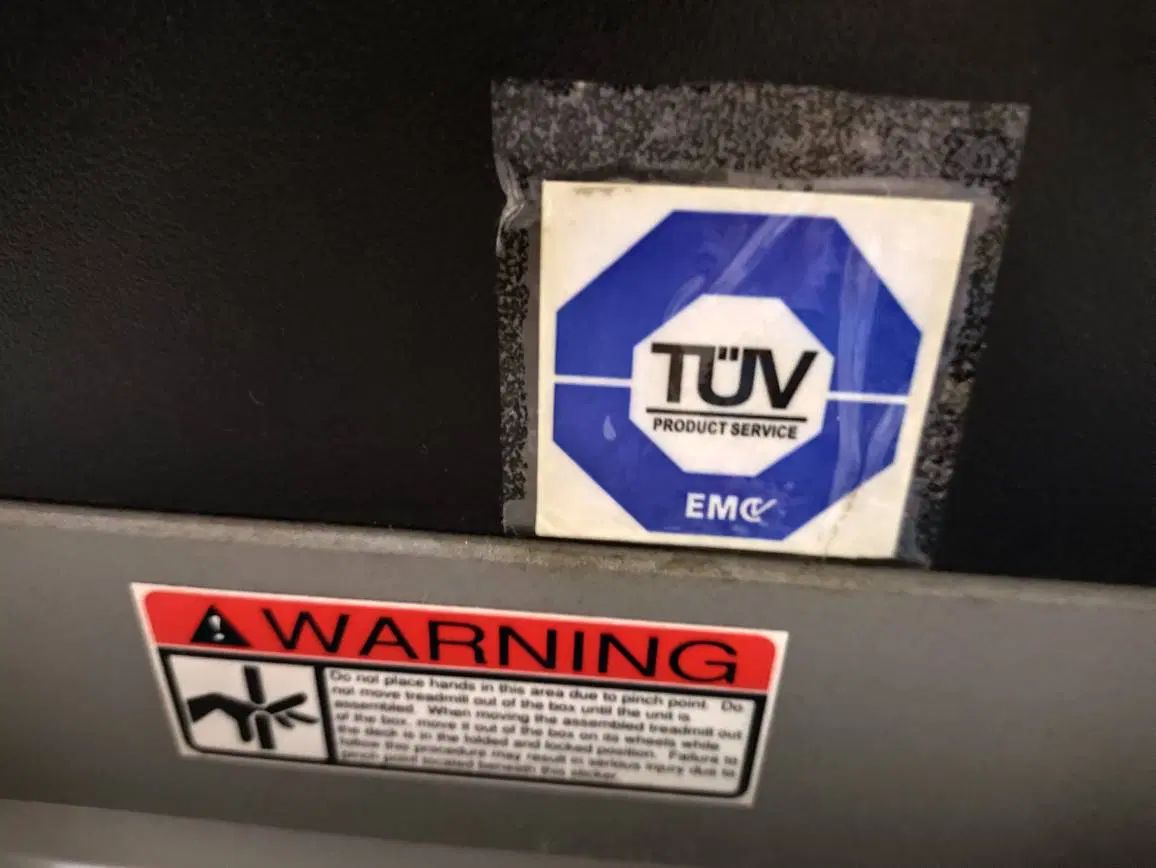 TÜV
PRODUCT SERVICE
EMC
WARNING
Do not place hands in this area due to pinch point. Do
not move treadmill out of the box until the unit is
assembled. When moving the assembled treadmill out
of the box, move it out of the box on its wheels while
the deck is in the folded and locked position. Failure to
follow this procedure may result in serious injury due to
pinch point located beneath this sticker.